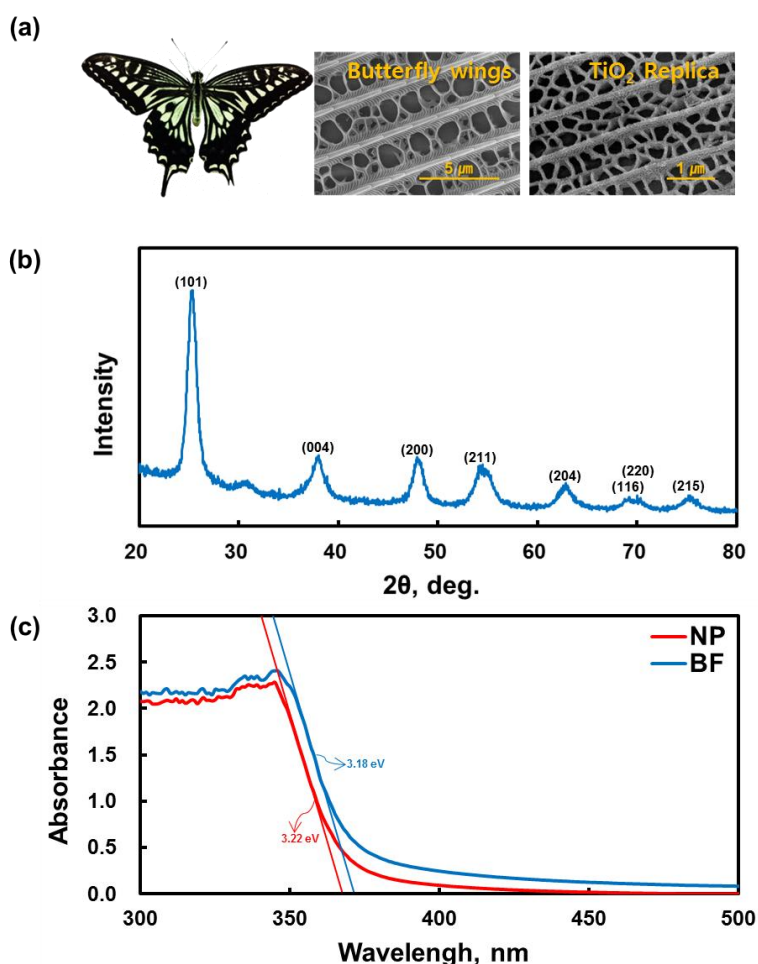 (a)
Butterfly wings
TiO₂ Replica
5 μm
1 μm
(b)
(101)
(004)
(200)
(211)
(204)
(220)
(116)
(215)
Intensity
20 30 40 50 60 70 80
2θ, deg.
(c)
3.0
NP
BF
2.5
2.0
1.5
3.18 eV
1.0
3.22 eV
0.5
0.0
Absorbance
300 350 400 450 500
Wavelengh, nm